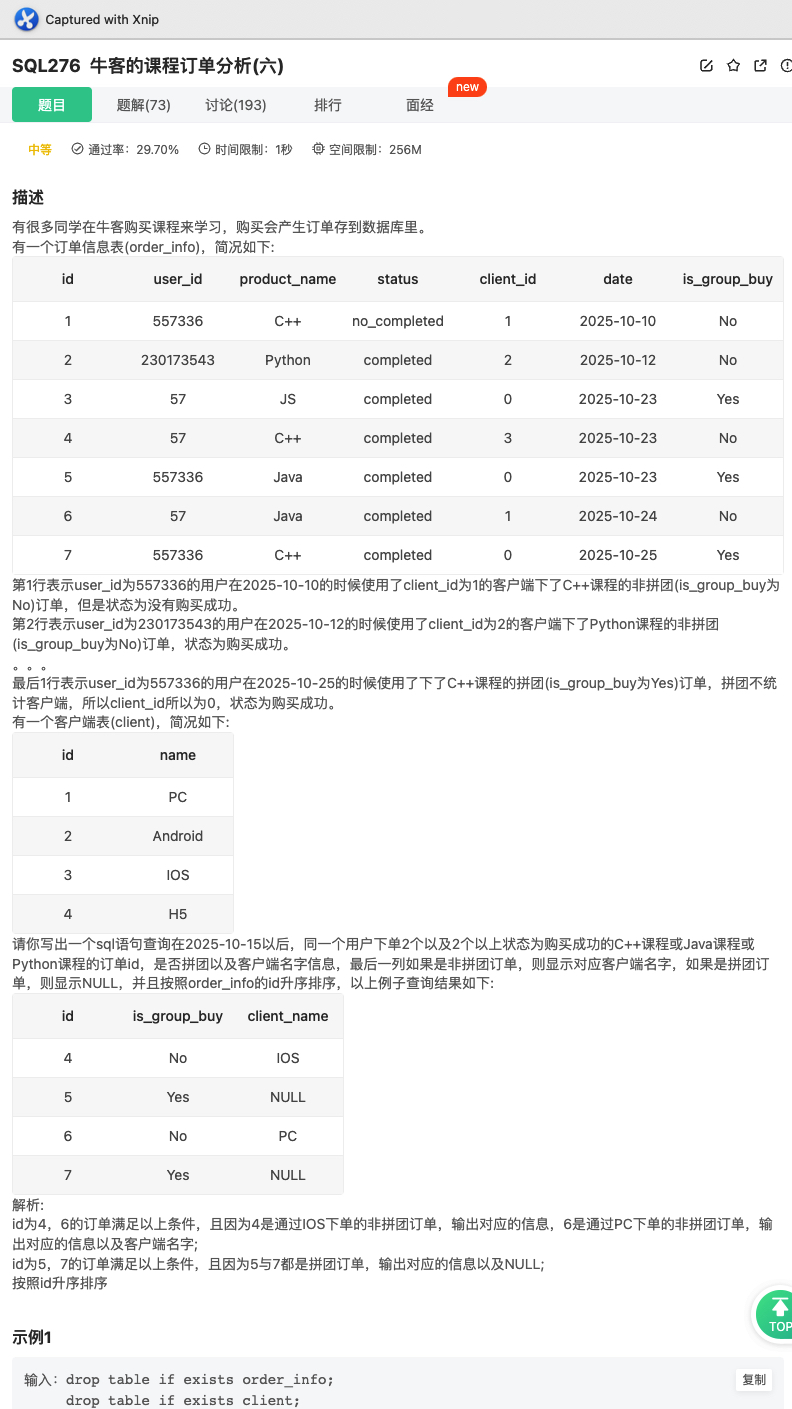 Captured with Xnip
SQL276 牛客的课程订单分析(六)
题目 题解(73) 讨论(193) 排行 面经 new
中等 通过率：29.70% 时间限制：1秒 空间限制：256M
描述
有很多同学在牛客购买课程来学习，购买会产生订单存到数据库里。
有一个订单信息表(order_info)，简况如下:
id user_id product_name status client_id date is_group_buy
1 557336 C++ no_completed 1 2025-10-10 No
2 230173543 Python completed 2 2025-10-12 No
3 57 JS completed 0 2025-10-23 Yes
4 57 C++ completed 3 2025-10-23 No
5 557336 Java completed 0 2025-10-23 Yes
6 57 Java completed 1 2025-10-24 No
7 557336 C++ completed 0 2025-10-25 Yes
第1行表示user_id为557336的用户在2025-10-10的时候使用了client_id为1的客户端下了C++课程的非拼团(is_group_buy为
No)订单，但是状态为没有购买成功。
第2行表示user_id为230173543的用户在2025-10-12的时候使用了client_id为2的客户端下了Python课程的非拼团
(is_group_buy为No)订单，状态为购买成功。
。。。
最后1行表示user_id为557336的用户在2025-10-25的时候使用了下了C++课程的拼团(is_group_buy为Yes)订单，拼团不统
计客户端，所以client_id所以为0，状态为购买成功。
有一个客户端表(client)，简况如下:
id name
1 PC
2 Android
3 IOS
4 H5
请你写出一个sql语句查询在2025-10-15以后，同一个用户下单2个以及2个以上状态为购买成功的C++课程或Java课程或
Python课程的订单id，是否拼团以及客户端名字信息，最后一列如果是非拼团订单，则显示对应客户端名字，如果是拼团订
单，则显示NULL，并且按照order_info的id升序排序，以上例子查询结果如下:
id is_group_buy client_name
4 No IOS
5 Yes NULL
6 No PC
7 Yes NULL
解析:
id为4，6的订单满足以上条件，且因为4是通过IOS下单的非拼团订单，输出对应的信息，6是通过PC下单的非拼团订单，输
出对应的信息以及客户端名字;
id为5，7的订单满足以上条件，且因为5与7都是拼团订单，输出对应的信息以及NULL;
按照id升序排序
TOP
示例1
输入：drop table if exists order_info; 复制
drop table if exists client;